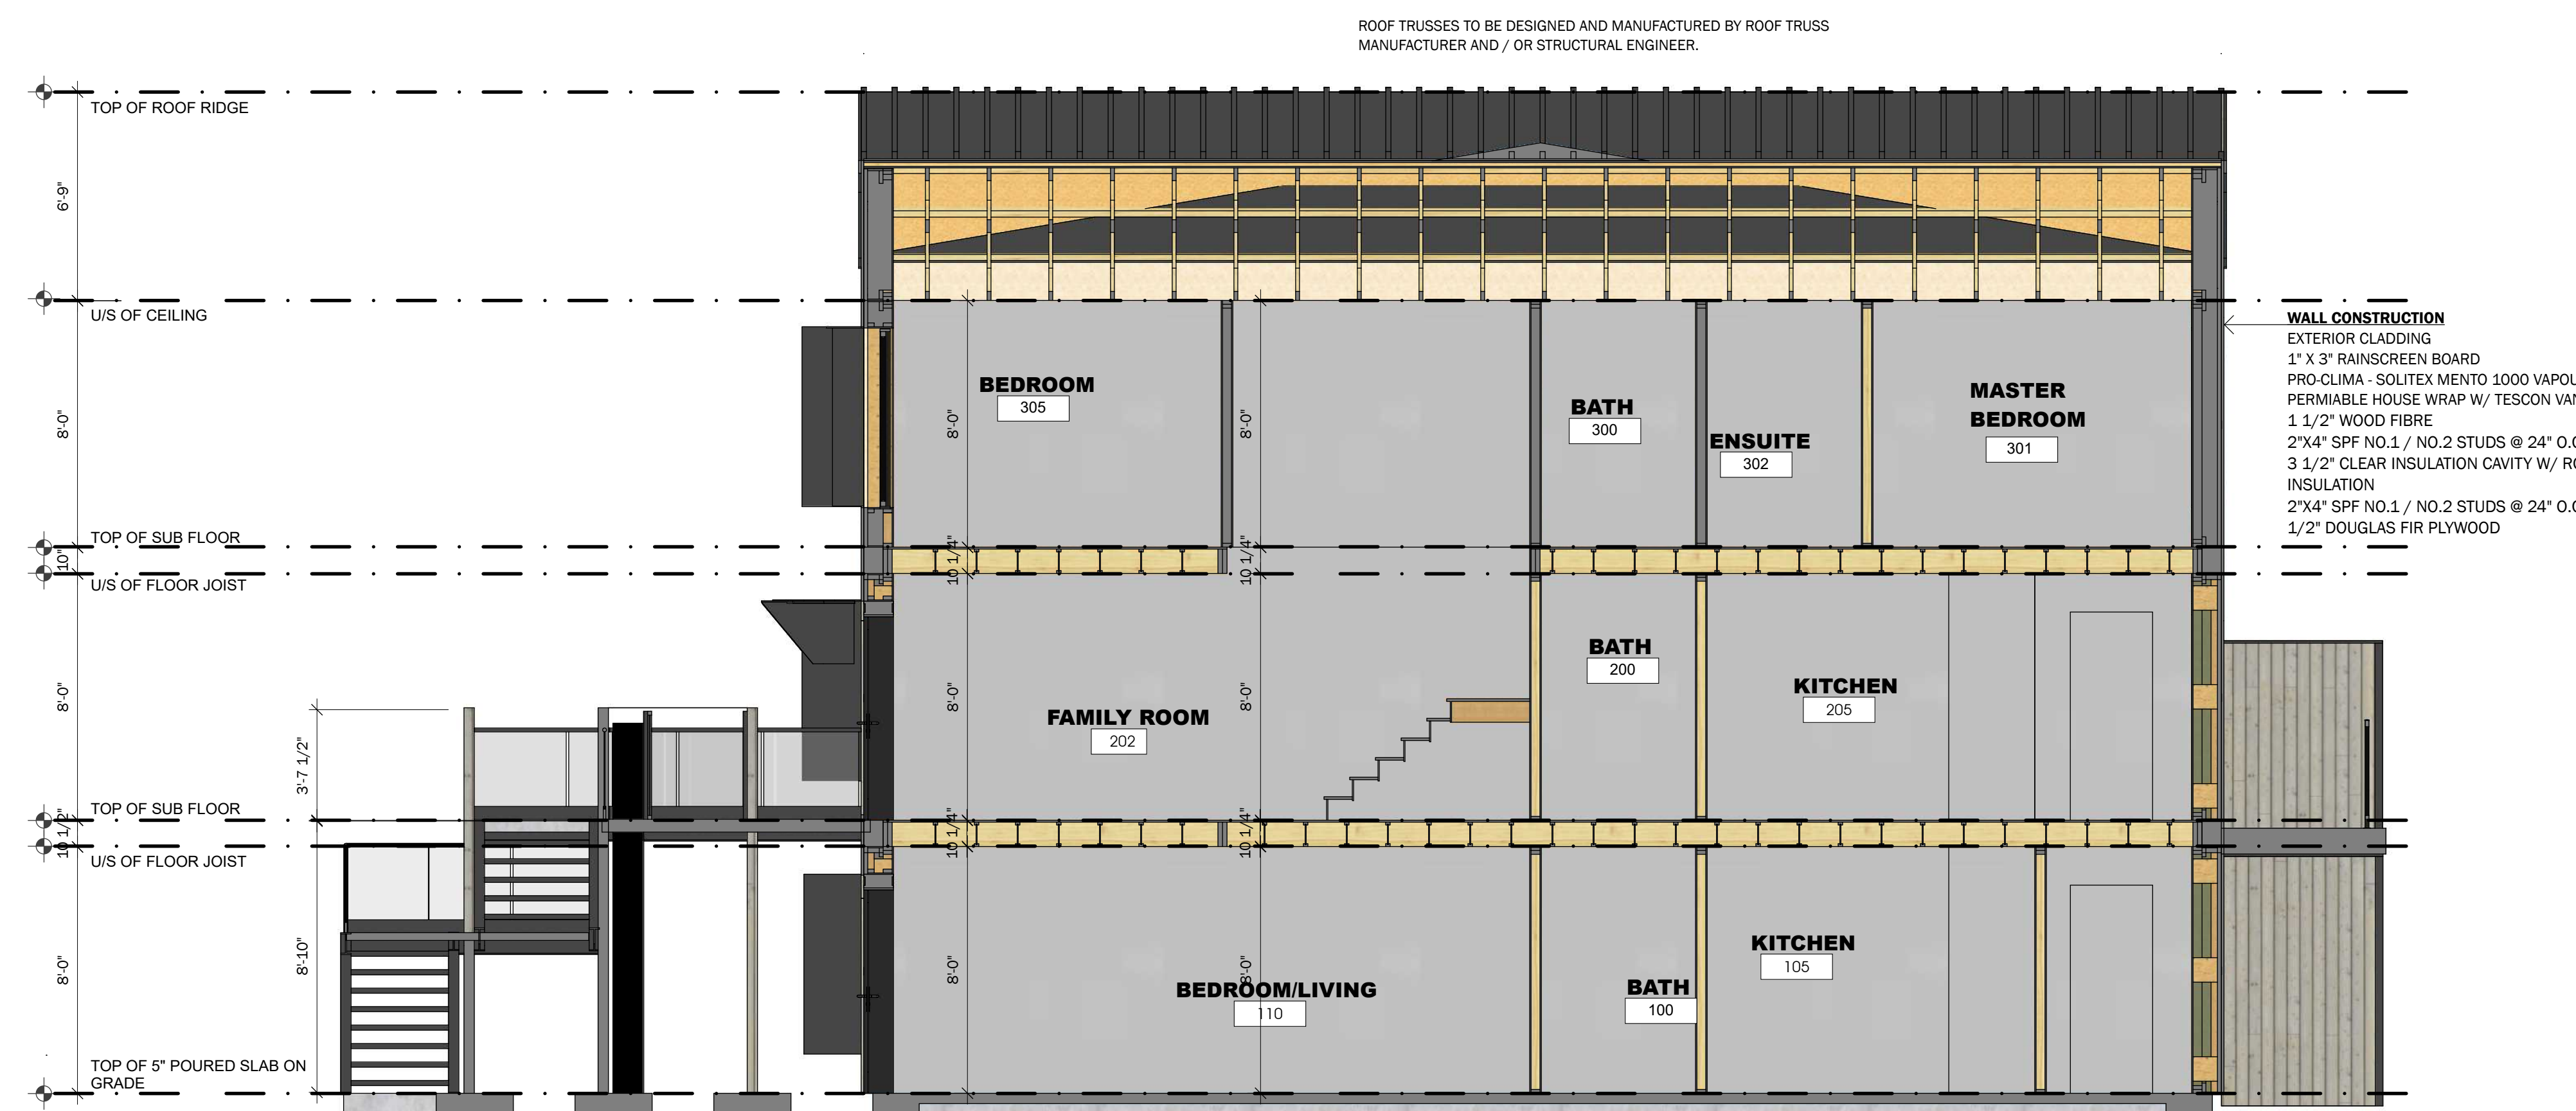 ROOF TRUSSES TO BE DESIGNED AND MANUFACTURED BY ROOF TRUSS
MANUFACTURER AND / OR STRUCTURAL ENGINEER.
TOP OF ROOF RIDGE
6'-9"
U/S OF CEILING
8'-0"
TOP OF SUB FLOOR
10"
U/S OF FLOOR JOIST
8'-0"
TOP OF SUB FLOOR
10 1/2"
U/S OF FLOOR JOIST
8'-0"
TOP OF 5" POURED SLAB ON
GRADE
3'-7 1/2"
8'-10"
BEDROOM
305
8'-0"
8'-0"
BATH
300
ENSUITE
302
MASTER
BEDROOM
301
10 1/4"
10 1/4"
FAMILY ROOM
202
8'-0"
8'-0"
BATH
200
KITCHEN
205
10 1/4"
10 1/4"
BEDROOM/LIVING
110
8'-0"
8'-0"
BATH
100
KITCHEN
105
WALL CONSTRUCTION
EXTERIOR CLADDING
1" X 3" RAINSCREEN BOARD
PRO-CLIMA - SOLITEX MENTO 1000
PERMIABLE HOUSE WRAP W/ TESCON
1 1/2" WOOD FIBRE
2"X4" SPF NO.1 / NO.2 STUDS @ 24"
3 1/2" CLEAR INSULATION CAVITY W/
INSULATION
2"X4" SPF NO.1 / NO.2 STUDS @ 24"
1/2" DOUGLAS FIR PLYWOOD